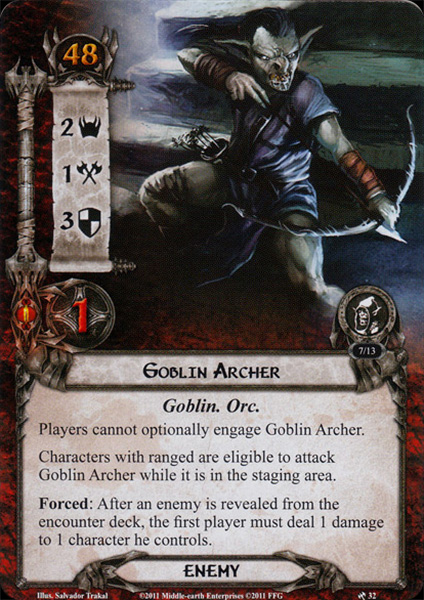 48
2
1
3
1
7/13
Goblin Archer
Goblin. Orc.
Players cannot optionally engage Goblin Archer.
Characters with ranged are eligible to attack
Goblin Archer while it is in the staging area.
Forced: After an enemy is revealed from the
encounter deck, the first player must deal 1 damage
to 1 character he controls.
ENEMY
Illus. Salvador Trakal ©2011 Middle-earth Enterprises ©2011 FFG 32